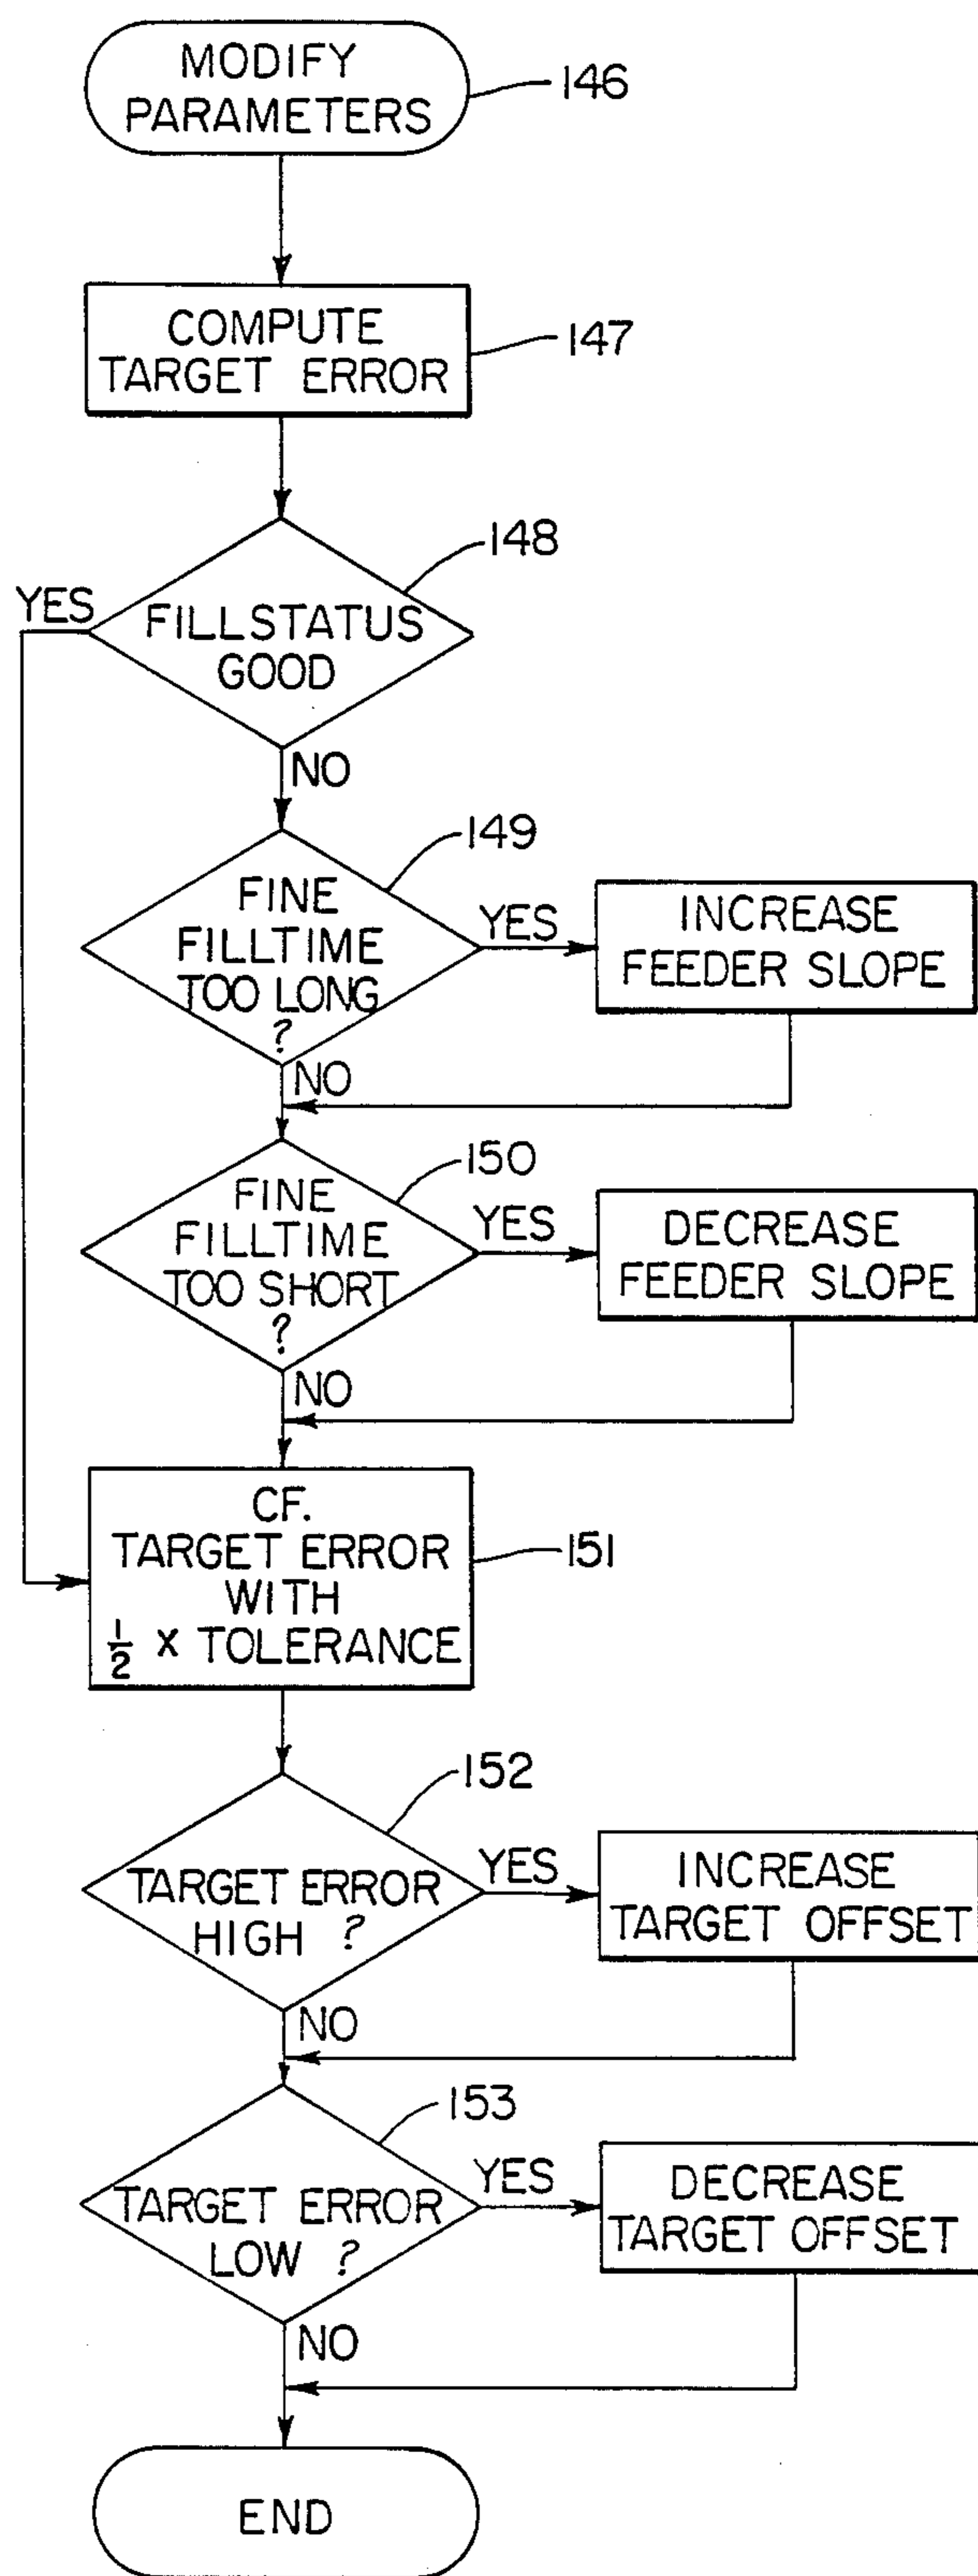 MODIFY
PARAMETERS
146
COMPUTE
TARGET ERROR
147
148
YES
FILLSTATUS
GOOD
NO
149
FINE
FILLTIME
TOO LONG
?
YES
INCREASE
FEEDER SLOPE
NO
150
FINE
FILLTIME
TOO SHORT
?
YES
DECREASE
FEEDER SLOPE
NO
CF.
TARGET ERROR
WITH
1/2 X TOLERANCE
151
152
TARGET ERROR
HIGH ?
YES
INCREASE
TARGET OFFSET
NO
153
TARGET ERROR
LOW ?
YES
DECREASE
TARGET OFFSET
NO
END